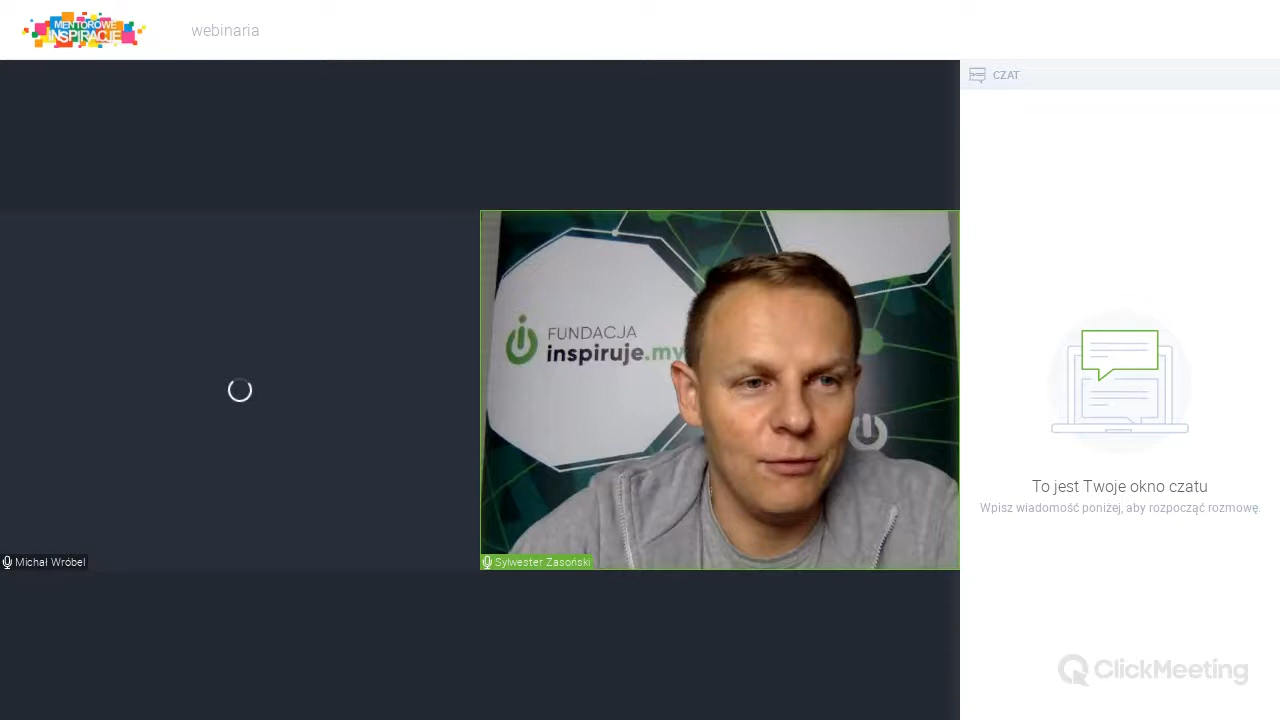 MENTOROWE
INSPIRACJE
webinaria
CZAT
FUNDACJA
inspiruje.my
Michał Wróbel
Sylwester Zasoński
To jest Twoje okno czatu
Wpisz wiadomość poniżej, aby rozpocząć rozmowę.
ClickMeeting